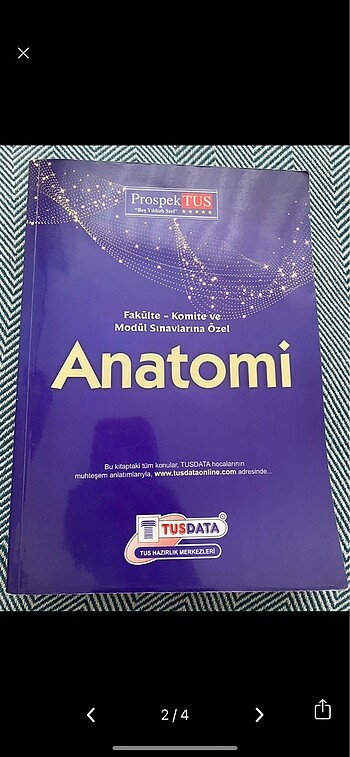 ProspekTUS
"Beş Yıldızlı Seri" ★★★★★
Fakülte - Komite ve
Modül Sınavlarına Özel
Anatomi
Bu kitaptaki tüm konular, TUSDATA hocalarının
muhteşem anlatımlarıyla, www.tusdataonline.com adresinde...
TUSDATA
TUS HAZIRLIK MERKEZLERİ
2/4